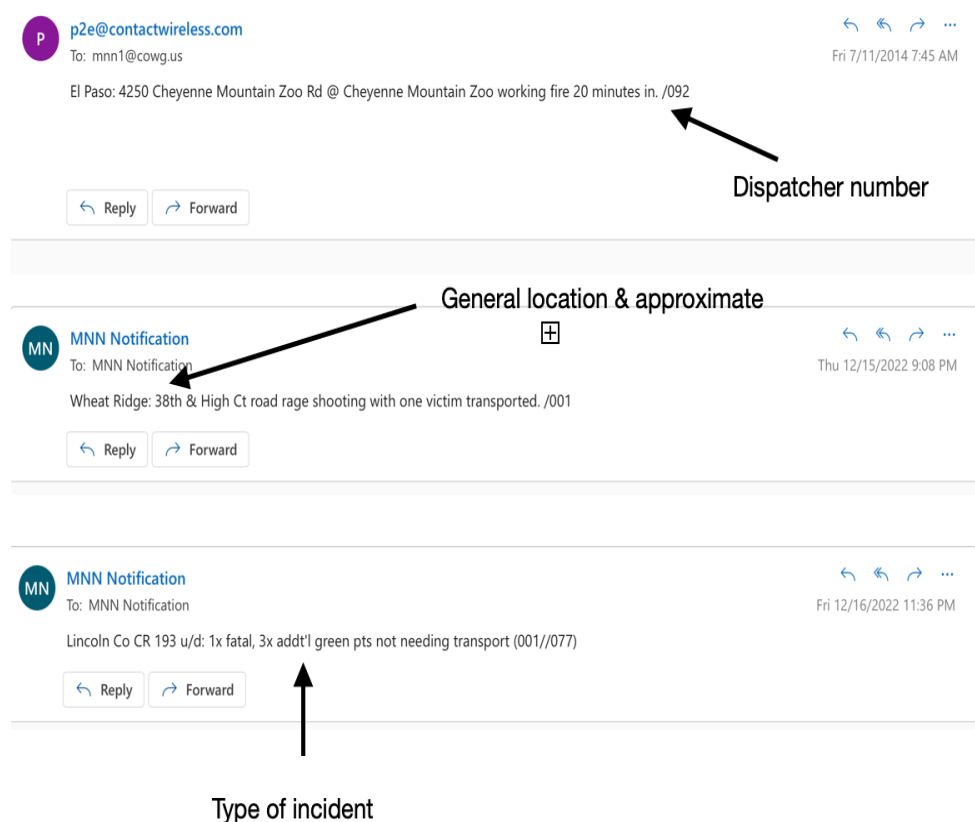 P
p2e@contactwireless.com
To: mnn1@cowg.us
Fri 7/11/2014 7:45 AM
El Paso: 4250 Cheyenne Mountain Zoo Rd @ Cheyenne Mountain Zoo working fire 20 minutes in. /092
Dispatcher number
Reply
Forward
General location & approximate
MN
MNN Notification
To: MNN Notification
Thu 12/15/2022 9:08 PM
Wheat Ridge: 38th & High Ct road rage shooting with one victim transported. /001
Reply
Forward
MN
MNN Notification
To: MNN Notification
Fri 12/16/2022 11:36 PM
Lincoln Co CR 193 u/d: 1x fatal, 3x addt'l green pts not needing transport (001//077)
Reply
Forward
Type of incident